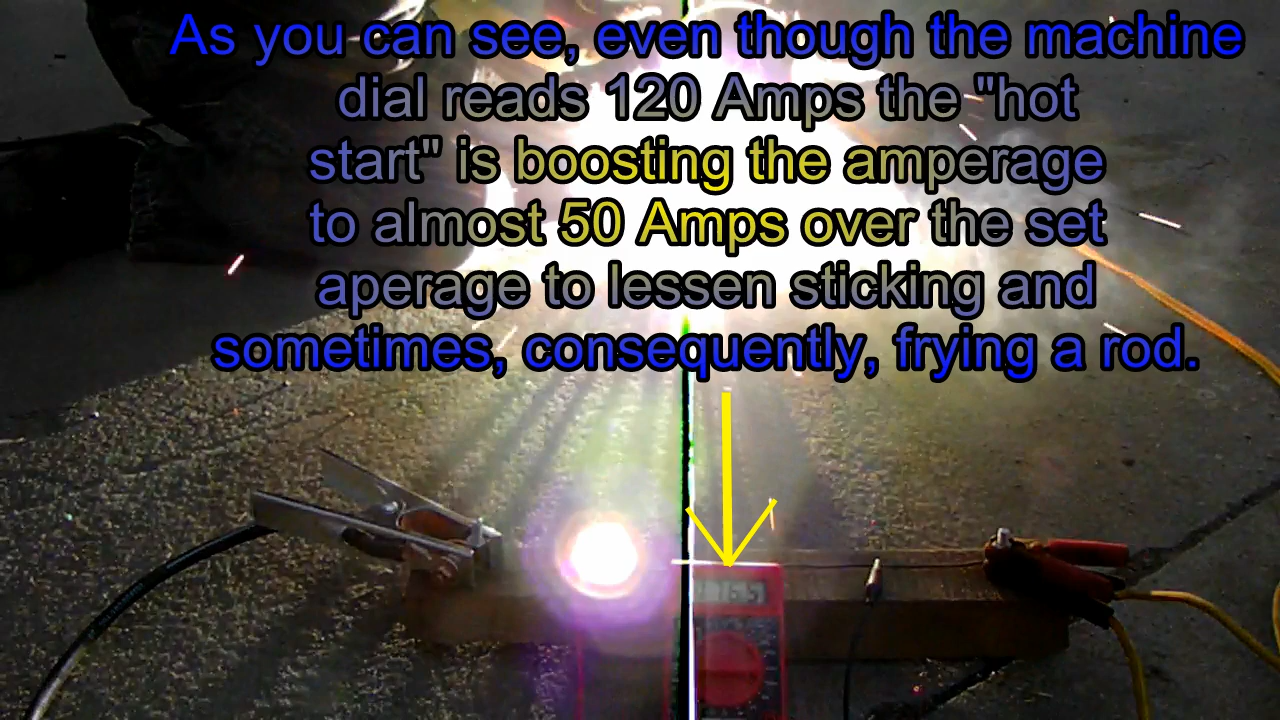 As you can see, even though the machine
dial reads 120 Amps the "hot
start" is boosting the amperage
to almost 50 Amps over the set
aperage to lessen sticking and
sometimes, consequently, frying a rod.